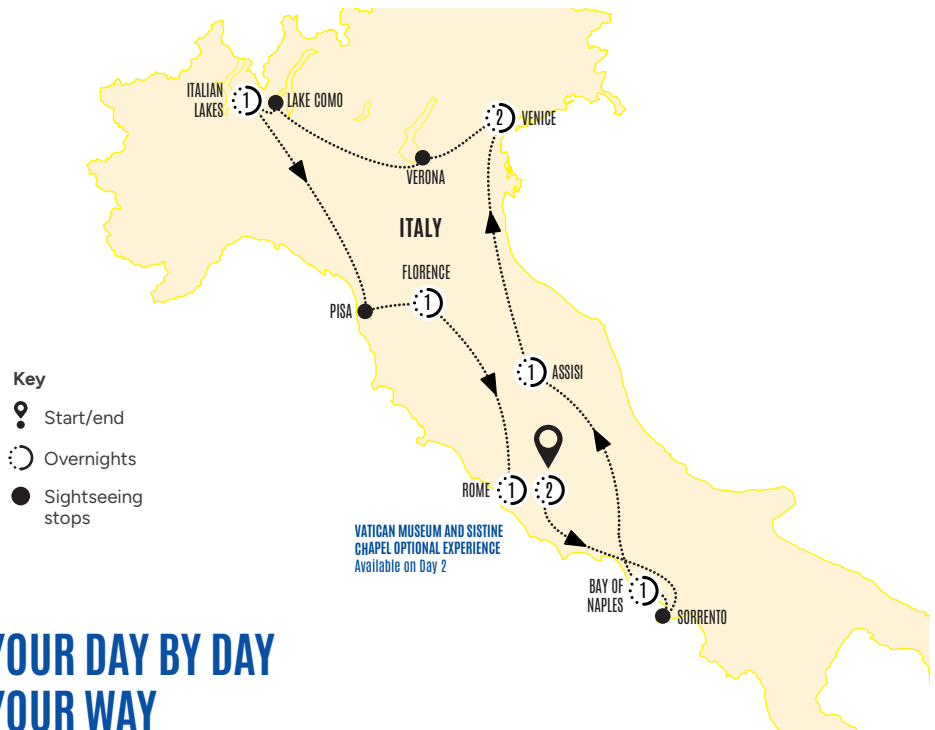 ITALIAN
LAKES
1
LAKE COMO
2
VENICE
VERONA
ITALY
FLORENCE
1
PISA
1
ASSISI
Key
Start/end
Overnights
Sightseeing
stops
ROME
1
2
VATICAN MUSEUM AND SISTINE
CHAPEL OPTIONAL EXPERIENCE
Available on Day 2
BAY OF
NAPLES
1
SORRENTO
YOUR DAY BY DAY
YOUR WAY